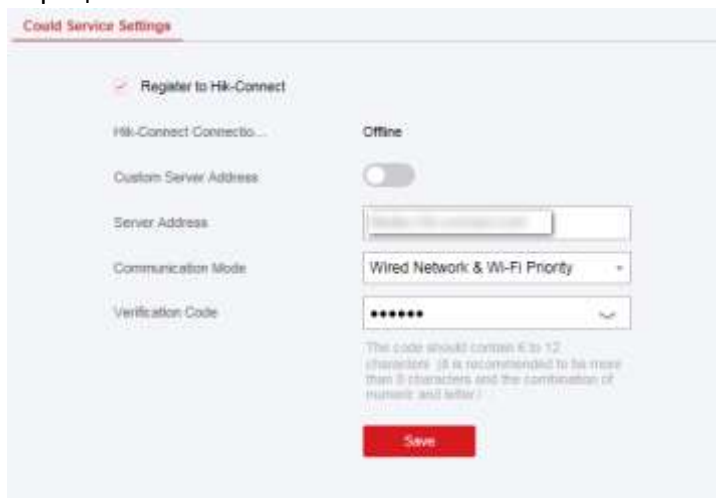 Could Service Settings
Register to Hik-Connect
Hik-Connect Connectio... Offline
Custom Server Address
Server Address
Communication Mode Wired Network & Wi-Fi Priority
Verification Code ●●●●●●
The code should contain 6 to 12
characters (it is recommended to be more
than 8 characters and the combination of
numeric and letter.)
Save